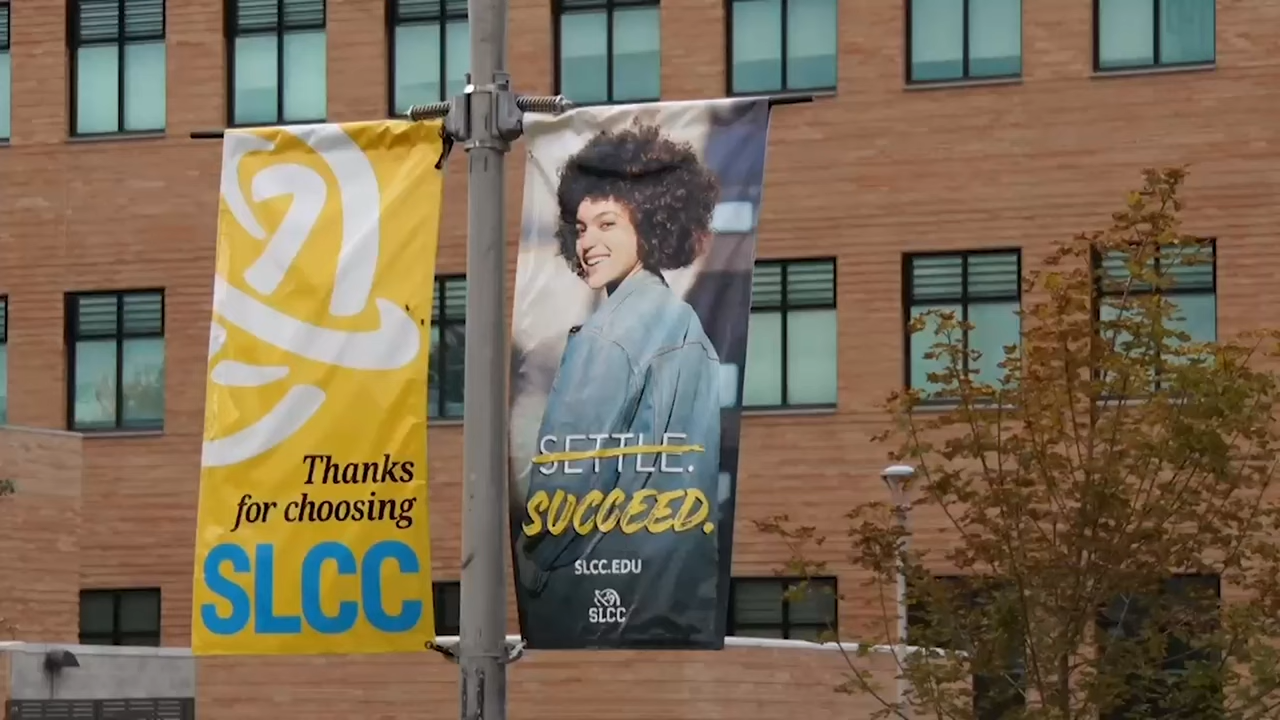 Thanks
for choosing
SLCC
SETTLE.
SUCCEED.
SLCC.EDU
SLCC